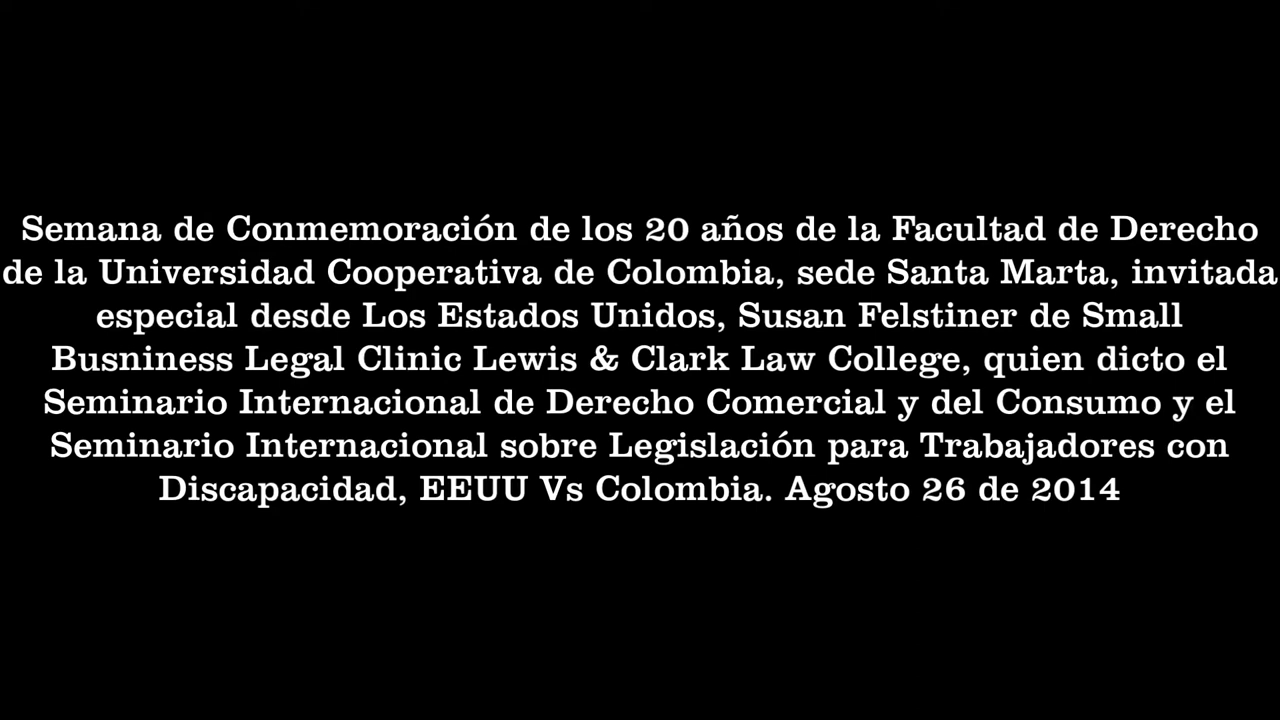 Semana de Conmemoración de los 20 años de la Facultad de Derecho
de la Universidad Cooperativa de Colombia, sede Santa Marta, invitada
especial desde Los Estados Unidos, Susan Felstiner de Small
Busniness Legal Clinic Lewis & Clark Law College, quien dicto el
Seminario Internacional de Derecho Comercial y del Consumo y el
Seminario Internacional sobre Legislación para Trabajadores con
Discapacidad, EEUU Vs Colombia. Agosto 26 de 2014